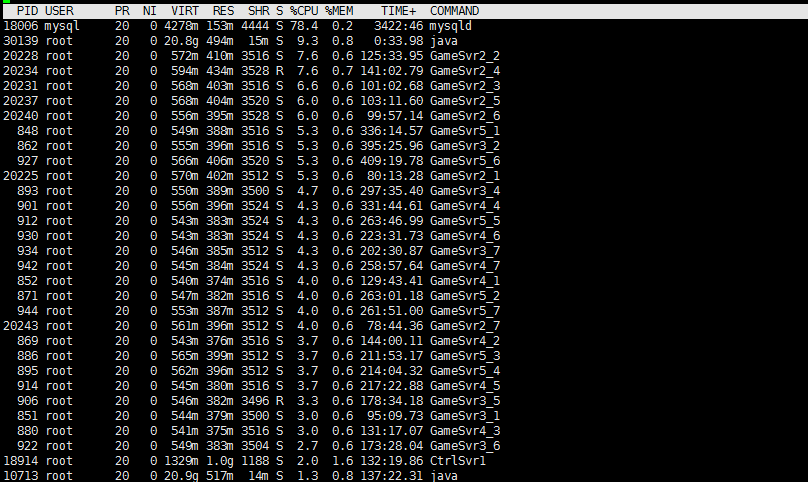 PID USER PR NI VIRT RES SHR S %CPU %MEM TIME+ COMMAND
18006 mysql 20 0 4278m 153m 4444 S 78.4 0.2 3422:46 mysqld
30139 root 20 0 20.8g 494m 15m S 9.3 0.8 0:33.98 java
20228 root 20 0 572m 410m 3516 S 7.6 0.6 125:33.95 GameSvr2_2
20234 root 20 0 594m 434m 3528 R 7.6 0.7 141:02.79 GameSvr2_4
20231 root 20 0 568m 403m 3516 S 6.6 0.6 101:02.68 GameSvr2_3
20237 root 20 0 568m 404m 3520 S 6.0 0.6 103:11.60 GameSvr2_5
20240 root 20 0 556m 395m 3528 S 6.0 0.6 99:57.14 GameSvr2_6
848 root 20 0 549m 388m 3516 S 5.3 0.6 336:14.57 GameSvr5_1
862 root 20 0 555m 396m 3516 S 5.3 0.6 395:25.96 GameSvr3_2
927 root 20 0 566m 406m 3520 S 5.3 0.6 409:19.78 GameSvr5_6
20225 root 20 0 570m 402m 3512 S 5.3 0.6 80:13.28 GameSvr2_1
893 root 20 0 550m 389m 3500 S 4.7 0.6 297:35.40 GameSvr3_4
901 root 20 0 556m 396m 3524 S 4.3 0.6 331:44.61 GameSvr4_4
912 root 20 0 543m 383m 3524 S 4.3 0.6 263:46.99 GameSvr5_5
930 root 20 0 543m 383m 3524 S 4.3 0.6 223:31.73 GameSvr4_6
934 root 20 0 546m 385m 3512 S 4.3 0.6 202:30.87 GameSvr3_7
942 root 20 0 545m 384m 3524 S 4.3 0.6 258:57.64 GameSvr4_7
852 root 20 0 540m 374m 3516 S 4.0 0.6 129:43.41 GameSvr4_1
871 root 20 0 547m 382m 3516 S 4.0 0.6 263:01.18 GameSvr5_2
944 root 20 0 553m 387m 3512 S 4.0 0.6 261:51.00 GameSvr5_7
20243 root 20 0 561m 396m 3512 S 4.0 0.6 78:44.36 GameSvr2_7
869 root 20 0 543m 376m 3516 S 3.7 0.6 144:00.11 GameSvr4_2
886 root 20 0 565m 399m 3512 S 3.7 0.6 211:53.17 GameSvr5_3
895 root 20 0 562m 396m 3512 S 3.7 0.6 214:04.32 GameSvr5_4
914 root 20 0 545m 380m 3516 S 3.7 0.6 217:22.88 GameSvr4_5
906 root 20 0 546m 382m 3496 R 3.3 0.6 178:34.18 GameSvr3_5
851 root 20 0 544m 379m 3500 S 3.0 0.6 95:09.73 GameSvr3_1
880 root 20 0 541m 375m 3516 S 3.0 0.6 131:17.07 GameSvr4_3
922 root 20 0 549m 383m 3504 S 2.7 0.6 173:28.04 GameSvr3_6
18914 root 20 0 1329m 1.0g 1188 S 2.0 1.6 132:19.86 CtrlSvr1
10713 root 20 0 20.9g 517m 14m S 1.3 0.8 137:22.31 java